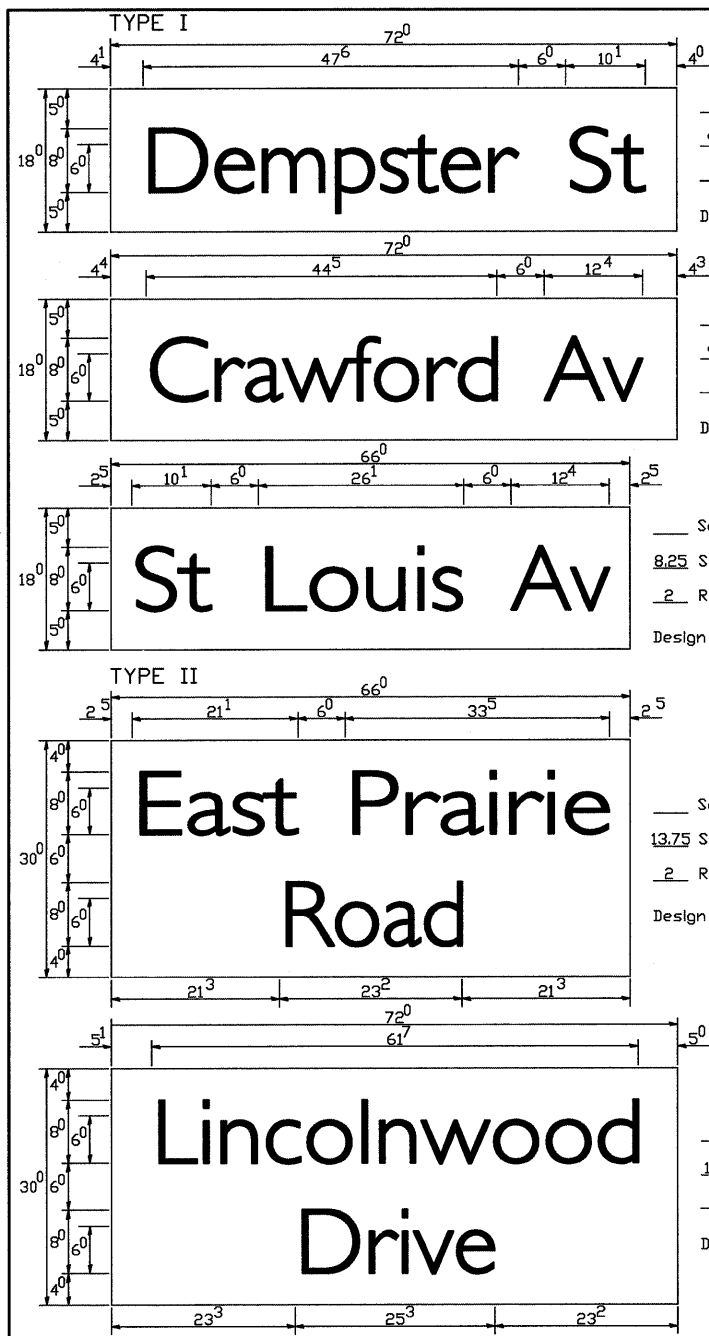 TYPE I
72⁰
4¹ 47⁶ 6⁰ 10¹ 4⁰
18⁰ 5⁰ 8⁰ 6⁰ 5⁰
Dempster St
D
72⁰
4⁴ 44⁵ 6⁰ 12⁴ 4³
18⁰ 5⁰ 8⁰ 6⁰ 5⁰
Crawford Av
D
66⁰
2⁵ 10¹ 6⁰ 26¹ 6⁰ 12⁴ 2⁵
18⁰ 5⁰ 8⁰ 6⁰ 5⁰
St Louis Av
8.25 S
2 R
Design
TYPE II
66⁰
2⁵ 21¹ 6⁰ 33⁵ 2⁵
30⁰ 4⁰ 8⁰ 6⁰ 6⁰ 8⁰ 6⁰ 4⁰
East Prairie
Road
13.75 S
2 R
Design
21³ 23² 21³
72⁰
5¹ 61⁷ 5⁰
30⁰ 4⁰ 8⁰ 6⁰ 6⁰ 8⁰ 6⁰ 4⁰
Lincolnwood
Drive
1
D
23³ 25³ 23²